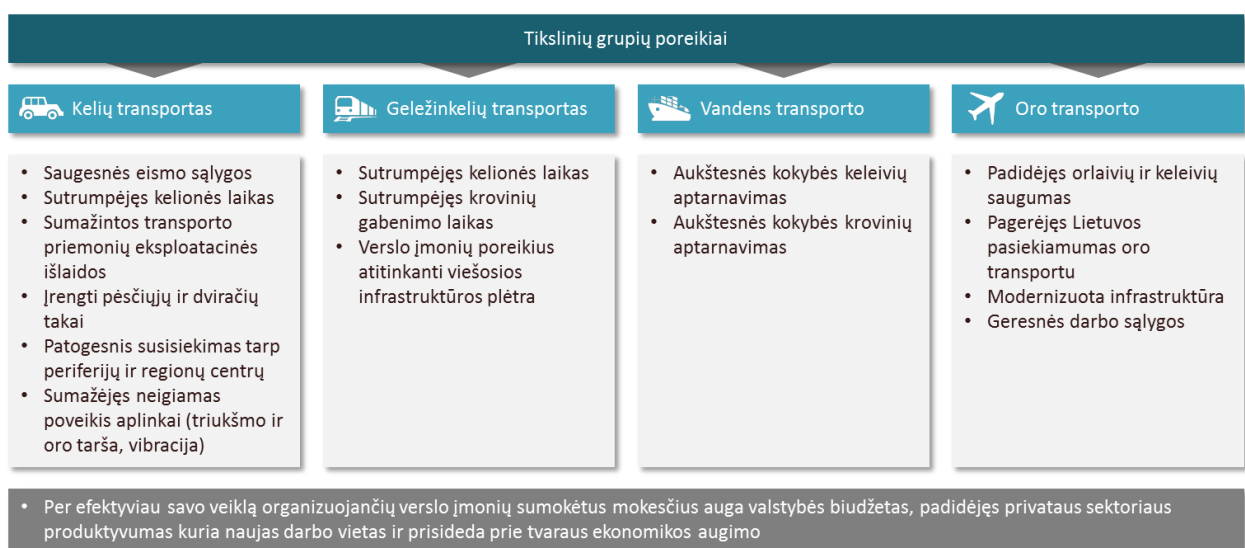 Tikslinių grupių poreikiai
Kelių transportas
• Saugesnės eismo sąlygos
• Sutrumpėjęs kelionės laikas
• Sumažintos transporto
priemonių eksploatacinės
išlaidos
• Įrengti pėsčiųjų ir dviračių
takai
• Patogesnis susisiekimas tarp
periferijų ir regionų centrų
• Sumažėjęs neigiamas
poveikis aplinkai (triukšmo ir
oro tarša, vibracija)
Geležinkelių transportas
• Sutrumpėjęs kelionės laikas
• Sutrumpėjęs krovinių
gabenimo laikas
• Verslo įmonių poreikius
atitinkanti viešosios
infrastruktūros plėtra
Vandens transporto
• Aukštesnės kokybės keleivių
aptarnavimas
• Aukštesnės kokybės krovinių
aptarnavimas
Oro transporto
• Padidėjęs orlaivių ir keleivių
saugumas
• Pagerėjęs Lietuvos
pasiekiamumas oro
transportu
• Modernizuota infrastruktūra
• Geresnės darbo sąlygos
• Per efektyviau savo veiklą organizuojančių verslo įmonių sumokėtus mokesčius auga valstybės biudžetas, padidėjęs privataus sektoriaus
produktyvumas kuria naujas darbo vietas ir prisideda prie tvaraus ekonomikos augimo